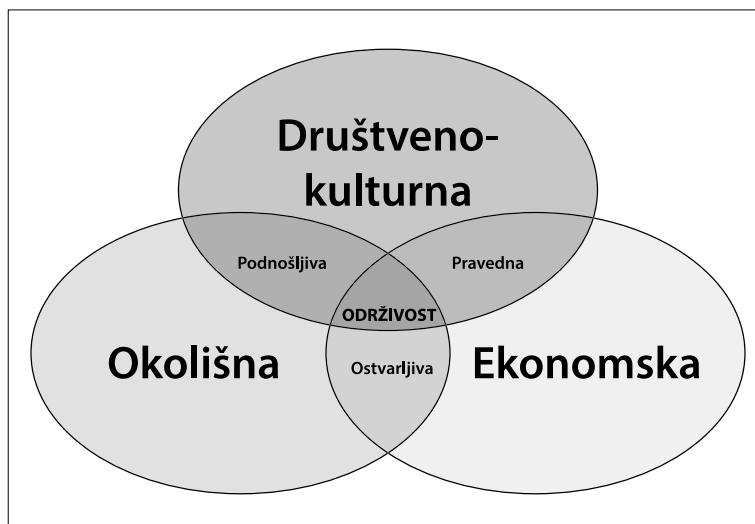 Društveno-
kulturna
Podnošljiva
Pravedna
ODRŽIVOST
Okolišna
Ostvarljiva
Ekonomska